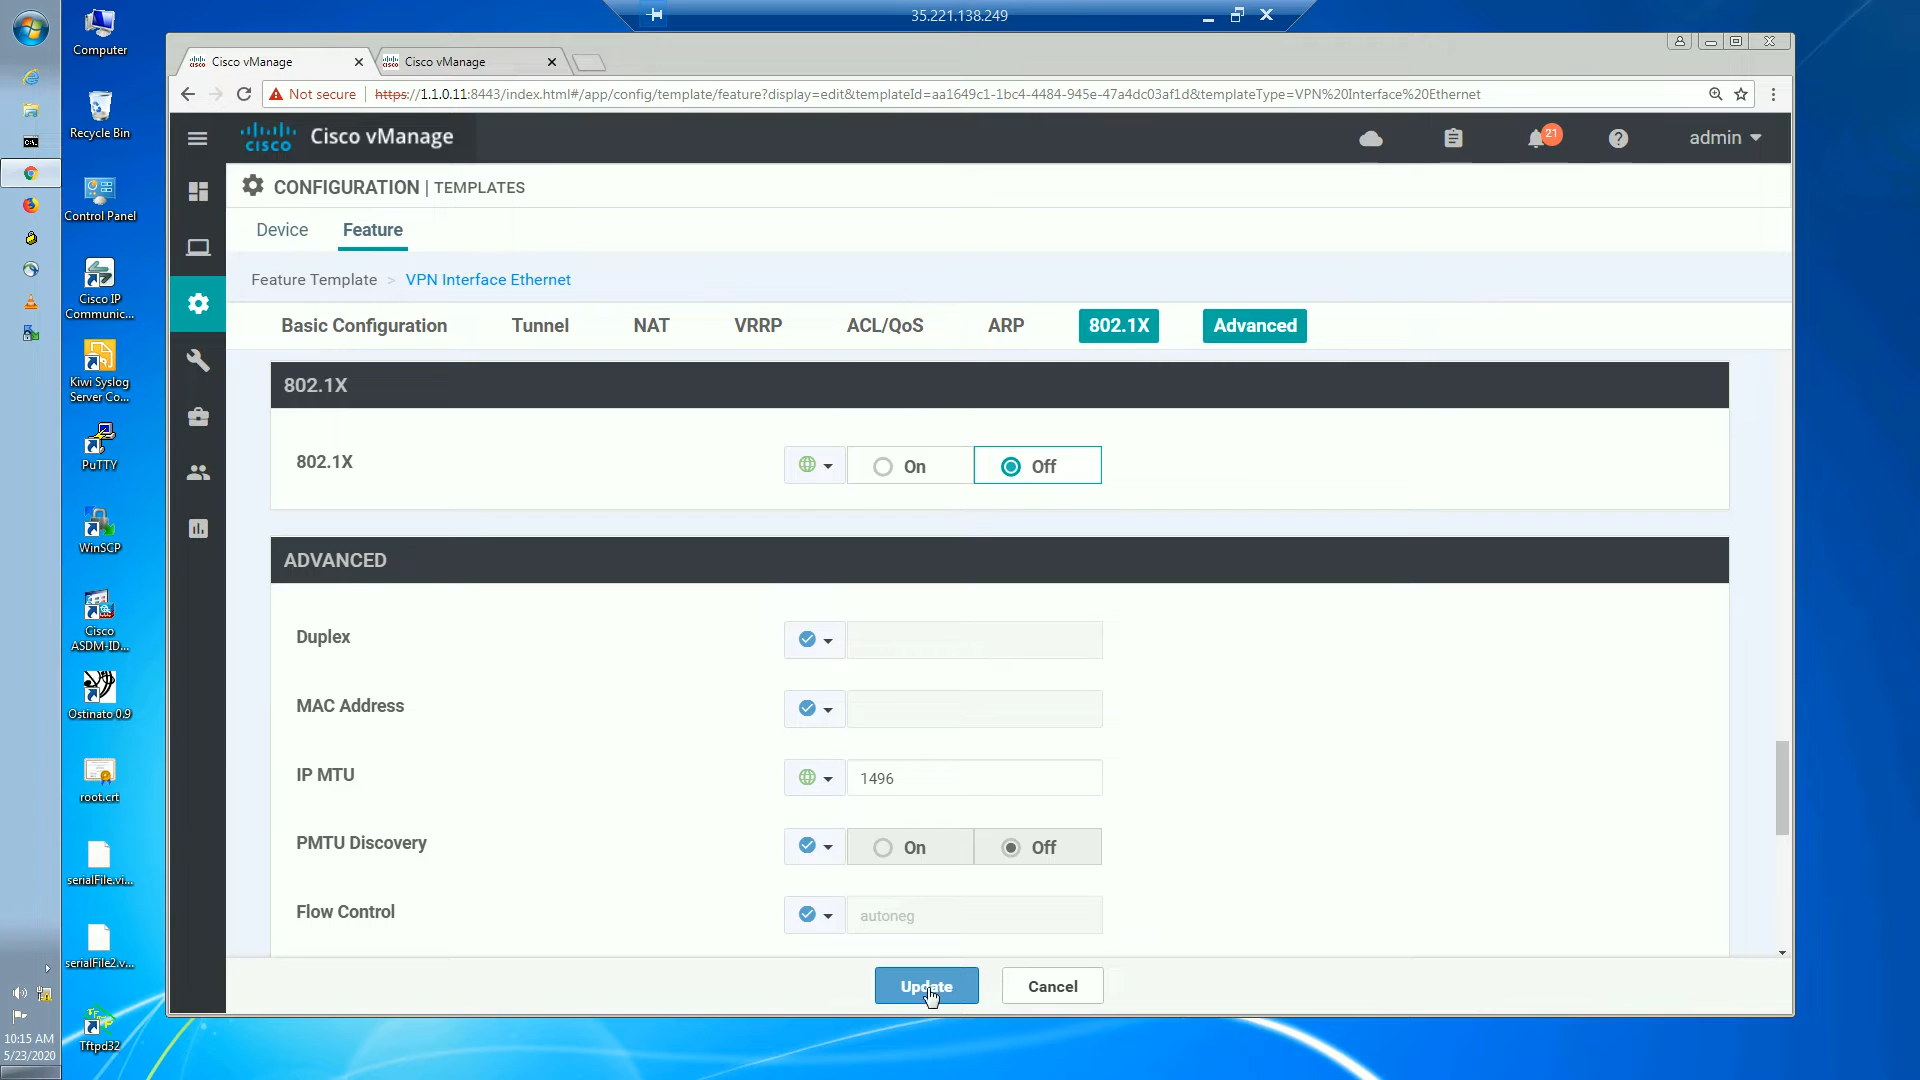 35.221.138.249
Computer
Recycle Bin
Control Panel
Cisco IP
Communic...
Kiwi Syslog
Server Co...
PuTTY
WinSCP
Cisco
ASDM-ID...
Ostinato 0.9
root.crt
serialFile.vi...
serialFile2.v...
Tftpd32
10:15 AM
5/23/2020
Cisco vManage
Cisco vManage
Not secure https://1.1.0.11:8443/index.html#/app/config/template/feature?display=edit&templateId=aa1649c1-1bc4-4484-945e-47a4dc03af1d&templateType=VPN%20Interface%20Ethernet
cisco Cisco vManage
21
admin
CONFIGURATION | TEMPLATES
Device Feature
Feature Template > VPN Interface Ethernet
Basic Configuration Tunnel NAT VRRP ACL/QoS ARP 802.1X Advanced
802.1X
802.1X On Off
ADVANCED
Duplex
MAC Address
IP MTU 1496
PMTU Discovery On Off
Flow Control autoneg
Update Cancel